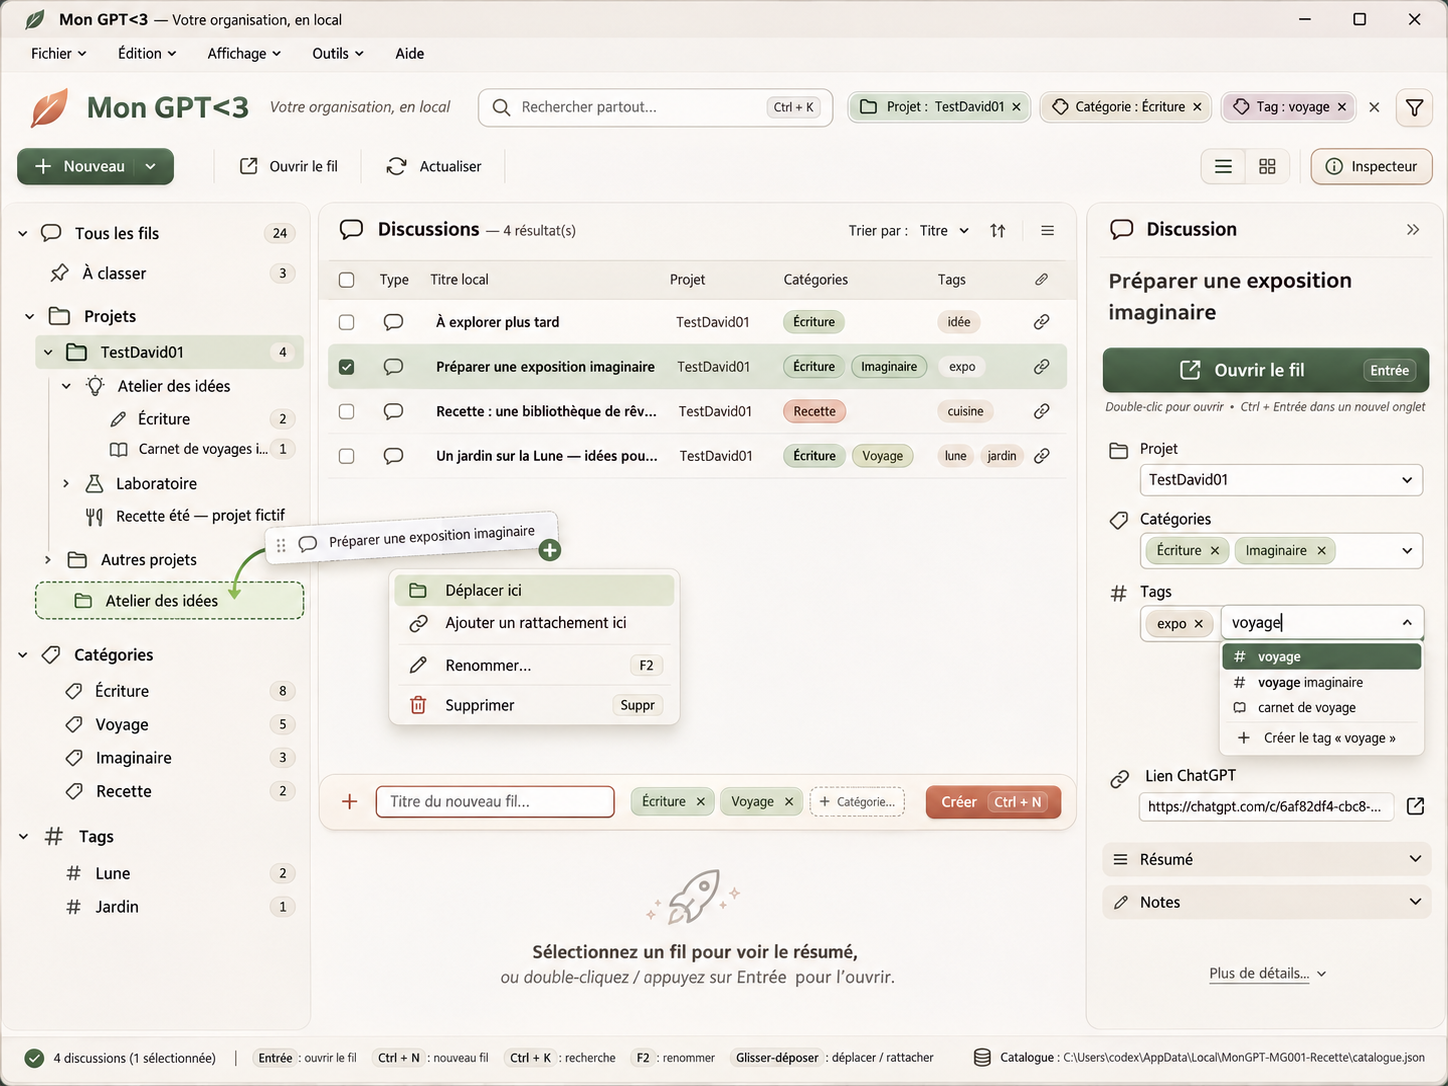 Mon GPT<3 — Votre organisation, en local
Fichier Édition Affichage Outils Aide
Mon GPT<3 Votre organisation, en local
Rechercher partout... Ctrl + K
Projet : TestDavid01 × Catégorie : Écriture × Tag : voyage × ×
+ Nouveau
Ouvrir le fil
Actualiser
Inspecteur
Tous les fils 24
À classer 3
Projets
TestDavid01 4
Atelier des idées
Écriture 2
Carnet de voyages i... 1
Laboratoire
Recette été — projet fictif
Autres projets
Atelier des idées
Catégories
Écriture 8
Voyage 5
Imaginaire 3
Recette 2
# Tags
# Lune 2
# Jardin 1
Discussions — 4 résultat(s)
Trier par : Titre
Type Titre local Projet Catégories Tags
À explorer plus tard TestDavid01 Écriture idée
Préparer une exposition imaginaire TestDavid01 Écriture Imaginaire expo
Recette : une bibliothèque de rêv... TestDavid01 Recette cuisine
Un jardin sur la Lune — idées pou... TestDavid01 Écriture Voyage lune jardin
Préparer une exposition imaginaire
Déplacer ici
Ajouter un rattachement ici
Renommer... F2
Supprimer Suppr
+ Titre du nouveau fil... Écriture × Voyage × + Catégorie... Créer Ctrl + N
Sélectionnez un fil pour voir le résumé,
ou double-cliquez / appuyez sur Entrée pour l'ouvrir.
Discussion
Préparer une exposition
imaginaire
Ouvrir le fil Entrée
Double-clic pour ouvrir • Ctrl + Entrée dans un nouvel onglet
Projet
TestDavid01
Catégories
Écriture × Imaginaire ×
# Tags
expo × voyage
# voyage
# voyage imaginaire
carnet de voyage
+ Créer le tag « voyage »
Lien ChatGPT
https://chatgpt.com/c/6af82df4-cbc8-...
Résumé
Notes
Plus de détails...
4 discussions (1 sélectionnée) | Entrée : ouvrir le fil Ctrl + N : nouveau fil Ctrl + K : recherche F2 : renommer Glisser-déposer : déplacer / rattacher Catalogue : C:\Users\codex\AppData\Local\MonGPT-MG001-Recette\catalogue.json